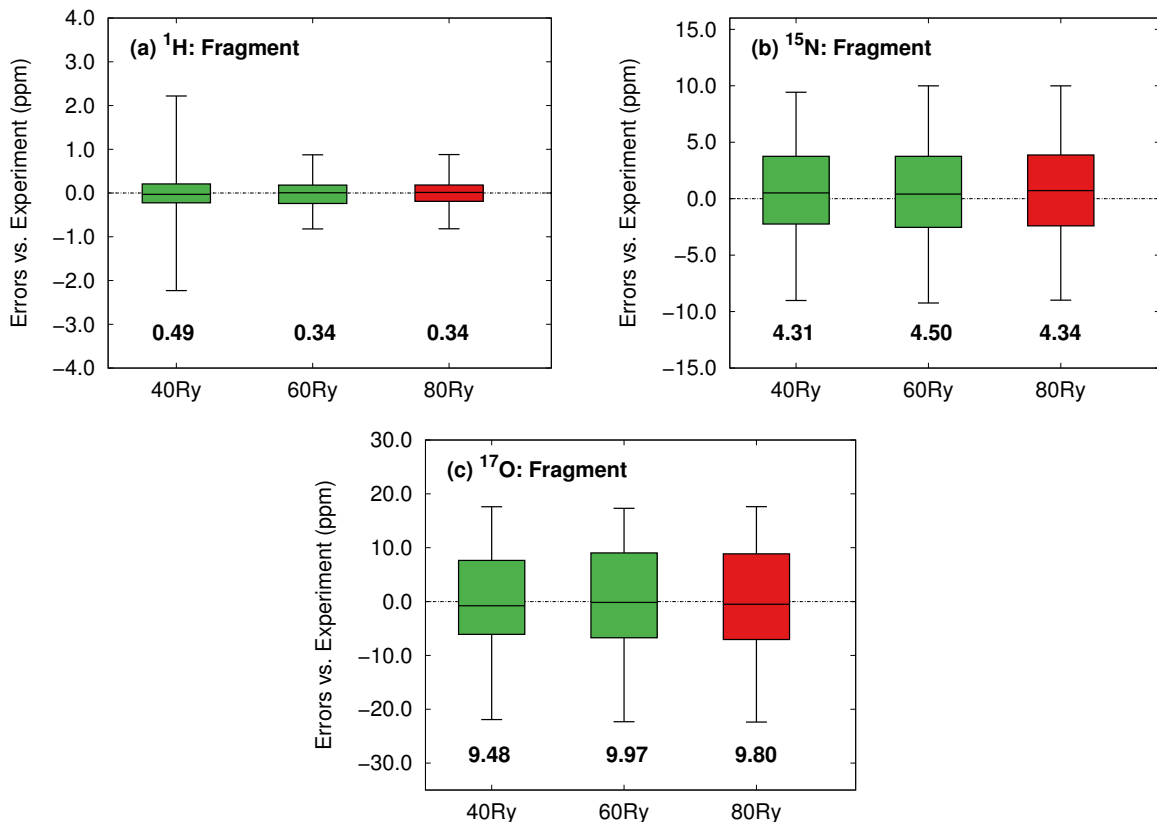 (a) ¹H: Fragment
Errors vs. Experiment (ppm)
4.0
3.0
2.0
1.0
0.0
−1.0
−2.0
−3.0
−4.0
0.49
0.34
0.34
40Ry
60Ry
80Ry
(b) ¹⁵N: Fragment
Errors vs. Experiment (ppm)
15.0
10.0
5.0
0.0
−5.0
−10.0
−15.0
4.31
4.50
4.34
40Ry
60Ry
80Ry
(c) ¹⁷O: Fragment
Errors vs. Experiment (ppm)
30.0
20.0
10.0
0.0
−10.0
−20.0
−30.0
9.48
9.97
9.80
40Ry
60Ry
80Ry